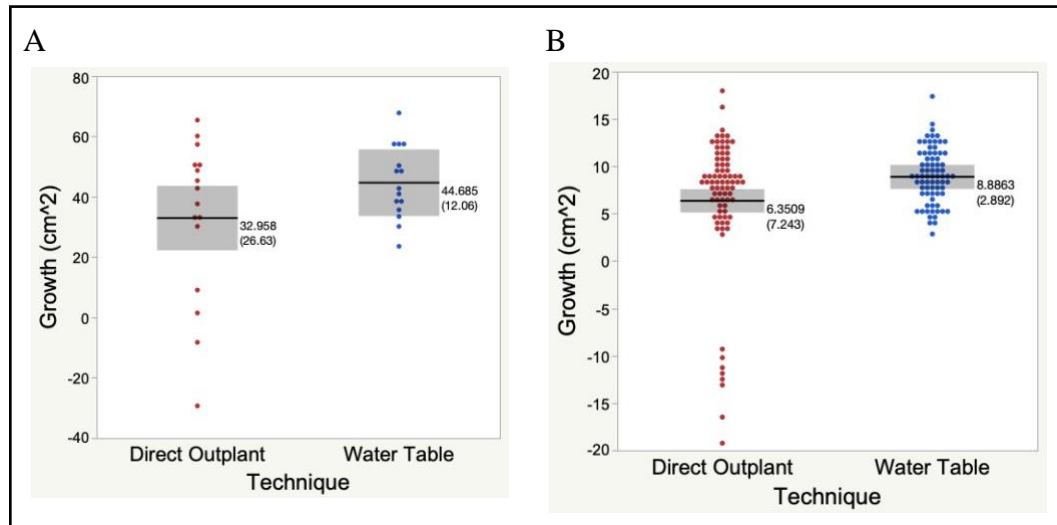 A
80
60
40
20
0
-20
-40
Growth (cm^2)
32.958
(26.63)
44.685
(12.06)
Direct Outplant
Water Table
Technique
B
20
15
10
5
0
-5
-10
-15
-20
Growth (cm^2)
6.3509
(7.243)
8.8863
(2.892)
Direct Outplant
Water Table
Technique